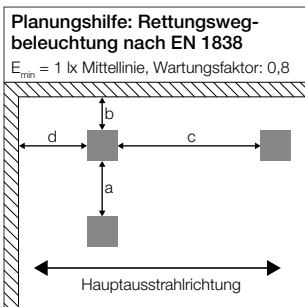 Planungshilfe: Rettungsweg-
beleuchtung nach EN 1838
Emin = 1 lx Mittellinie, Wartungsfaktor: 0,8
b
d
c
a
Hauptausstrahlrichtung